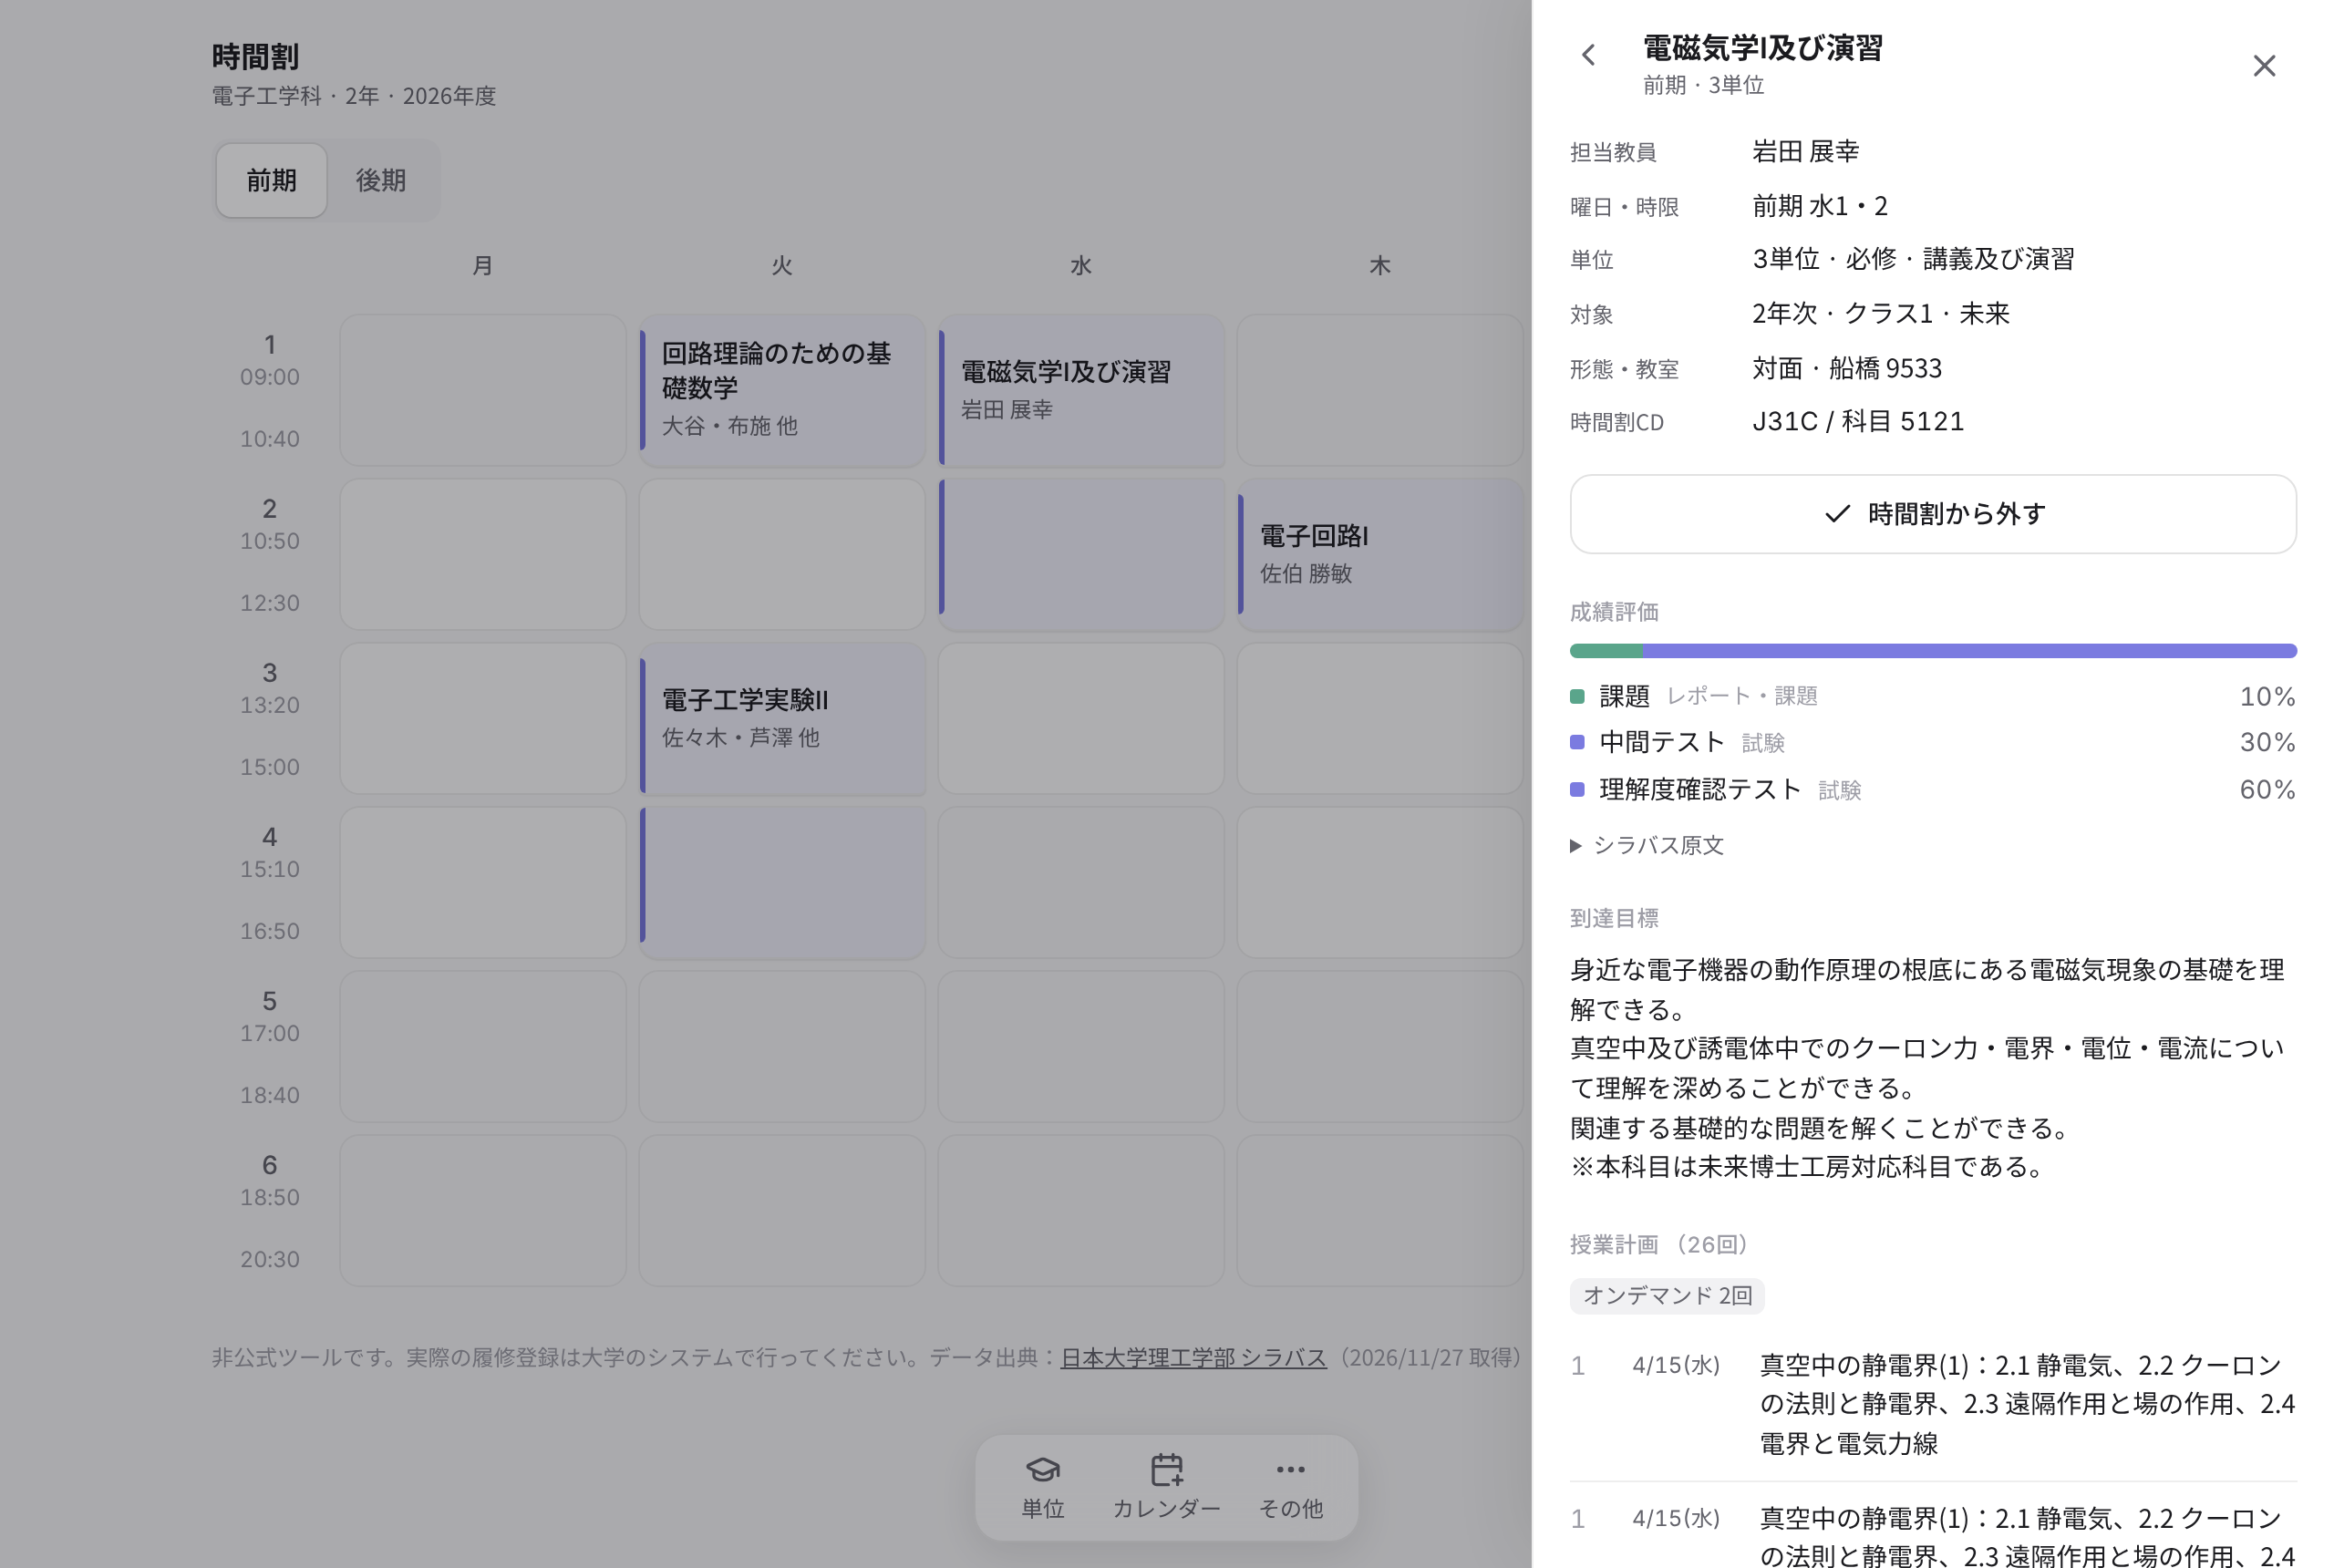 時間割
電子工学科 · 2年 · 2026年度
前期 後期
月 火 水 木
1
09:00
10:40
回路理論のための基
礎数学
大谷・布施 他
電磁気学I及び演習
岩田 展幸
2
10:50
12:30
電子回路I
佐伯 勝敏
3
13:20
15:00
電子工学実験II
佐々木・芦澤 他
4
15:10
16:50
5
17:00
18:40
6
18:50
20:30
非公式ツールです。実際の履修登録は大学のシステムで行ってください。データ出典：日本大学理工学部 シラバス（2026/11/27 取得）
単位 カレンダー その他
電磁気学I及び演習
前期 · 3単位
担当教員 岩田 展幸
曜日・時限 前期 水1・2
単位 3単位 · 必修 · 講義及び演習
対象 2年次 · クラス1 · 未来
形態・教室 対面 · 船橋 9533
時間割CD J31C / 科目 5121
時間割から外す
成績評価
課題 レポート・課題 10%
中間テスト 試験 30%
理解度確認テスト 試験 60%
シラバス原文
到達目標
身近な電子機器の動作原理の根底にある電磁気現象の基礎を理
解できる。
真空中及び誘電体中でのクーロン力・電界・電位・電流につい
て理解を深めることができる。
関連する基礎的な問題を解くことができる。
※本科目は未来博士工房対応科目である。
授業計画 （26回）
オンデマンド 2回
1 4/15(水) 真空中の静電界(1)：2.1 静電気、2.2 クーロン
の法則と静電界、2.3 遠隔作用と場の作用、2.4
電界と電気力線
1 4/15(水) 真空中の静電界(1)：2.1 静電気、2.2 クーロン
の法則と静電界、2.3 遠隔作用と場の作用、2.4